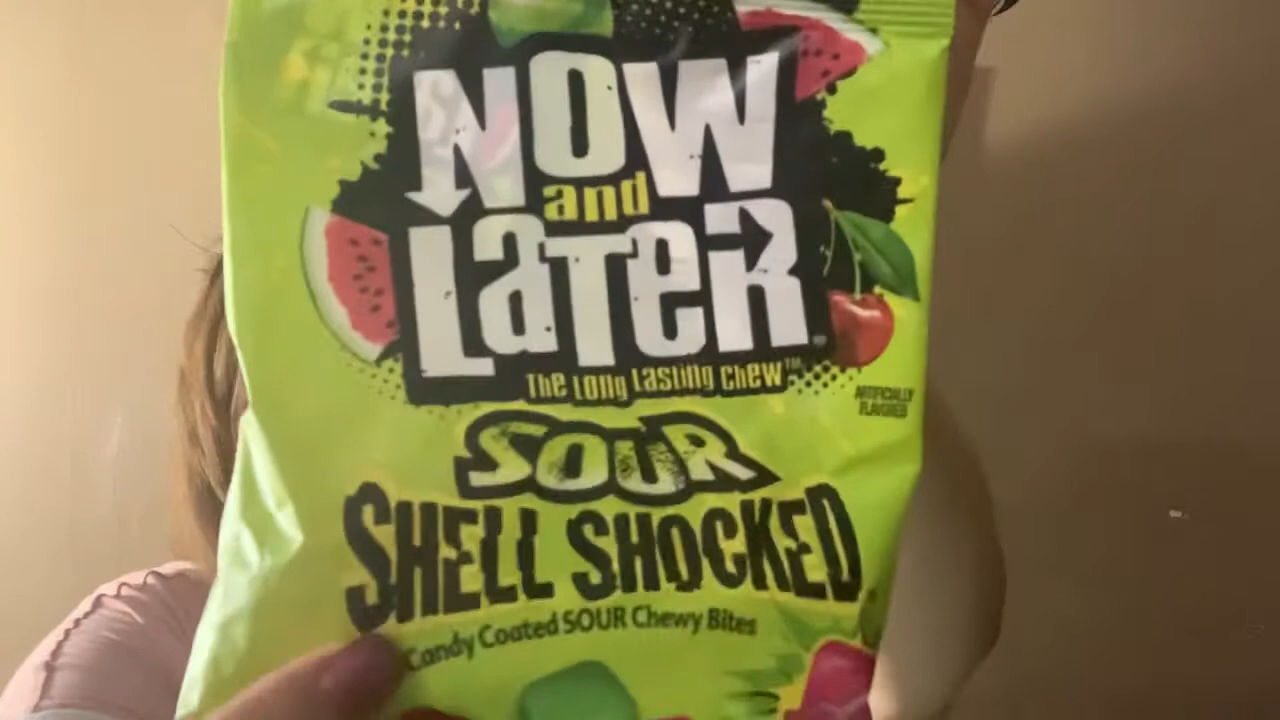 NOW
and
LaTeR
The Long Lasting Chew™
ARTIFICIALLY
FLAVORED
SOUR
SHELL SHOCKED
Candy Coated SOUR Chewy Bites